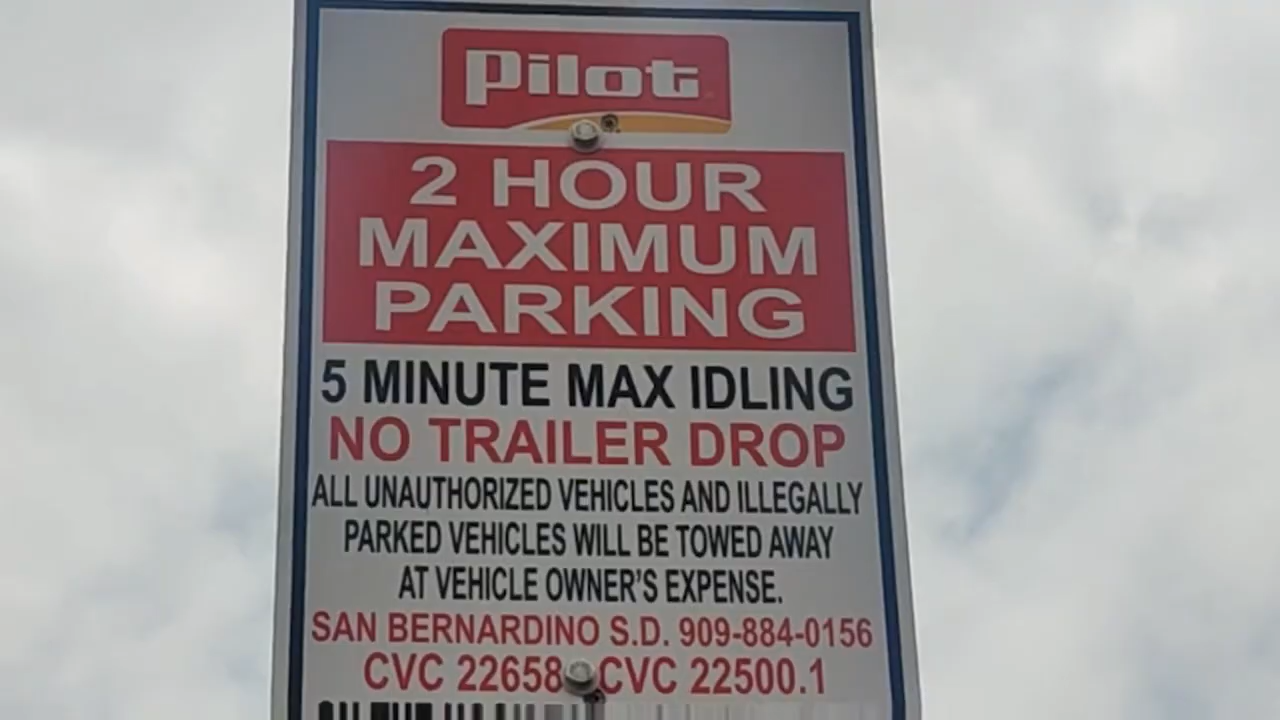 Pilot
2 HOUR
MAXIMUM
PARKING
5 MINUTE MAX IDLING
NO TRAILER DROP
ALL UNAUTHORIZED VEHICLES AND ILLEGALLY
PARKED VEHICLES WILL BE TOWED AWAY
AT VEHICLE OWNER'S EXPENSE.
SAN BERNARDINO S.D. 909-884-0156
CVC 22658 CVC 22500.1